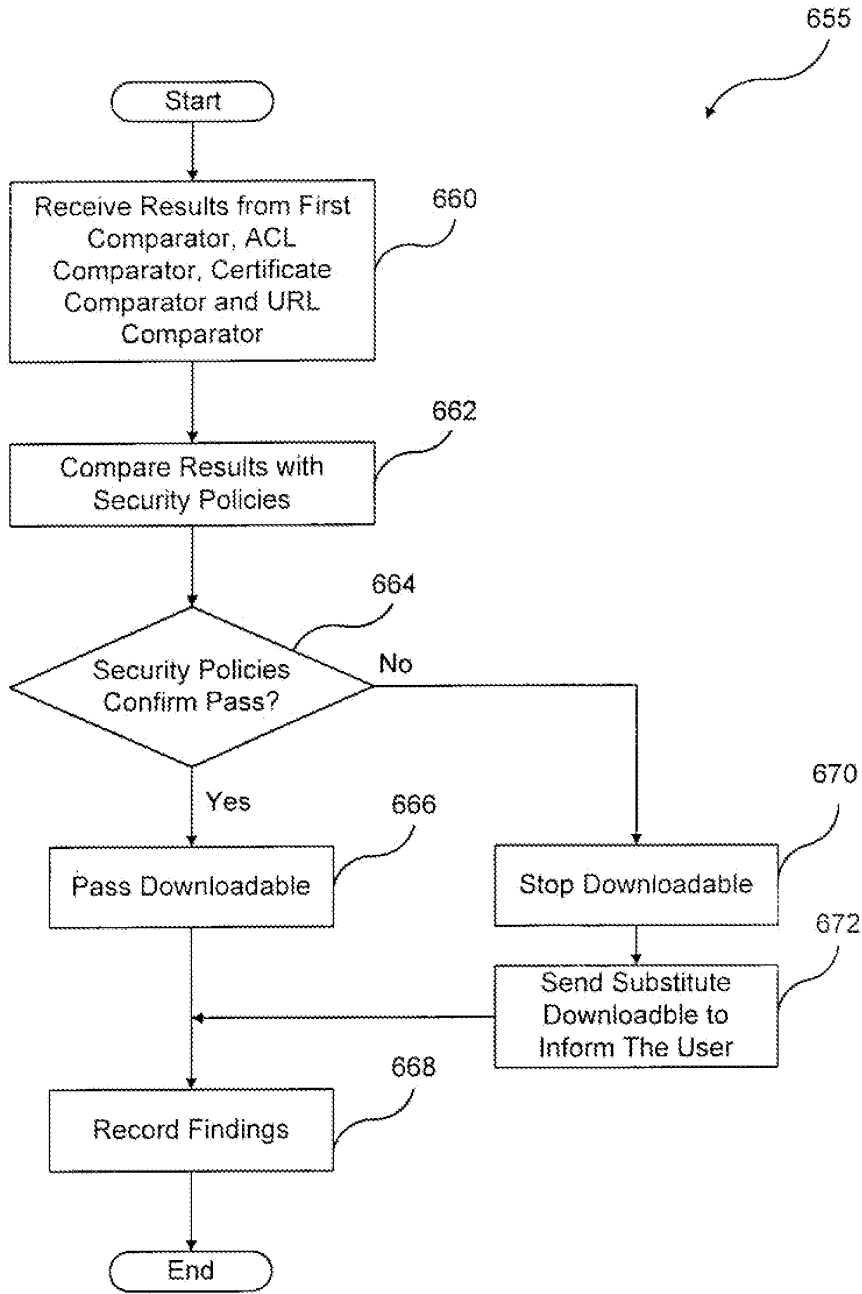 655
Start
660
Receive Results from First
Comparator, ACL
Comparator, Certificate
Comparator and URL
Comparator
662
Compare Results with
Security Policies
664
Security Policies
Confirm Pass?
No
Yes
666
Pass Downloadable
670
Stop Downloadable
672
Send Substitute
Downloadble to
Inform The User
668
Record Findings
End